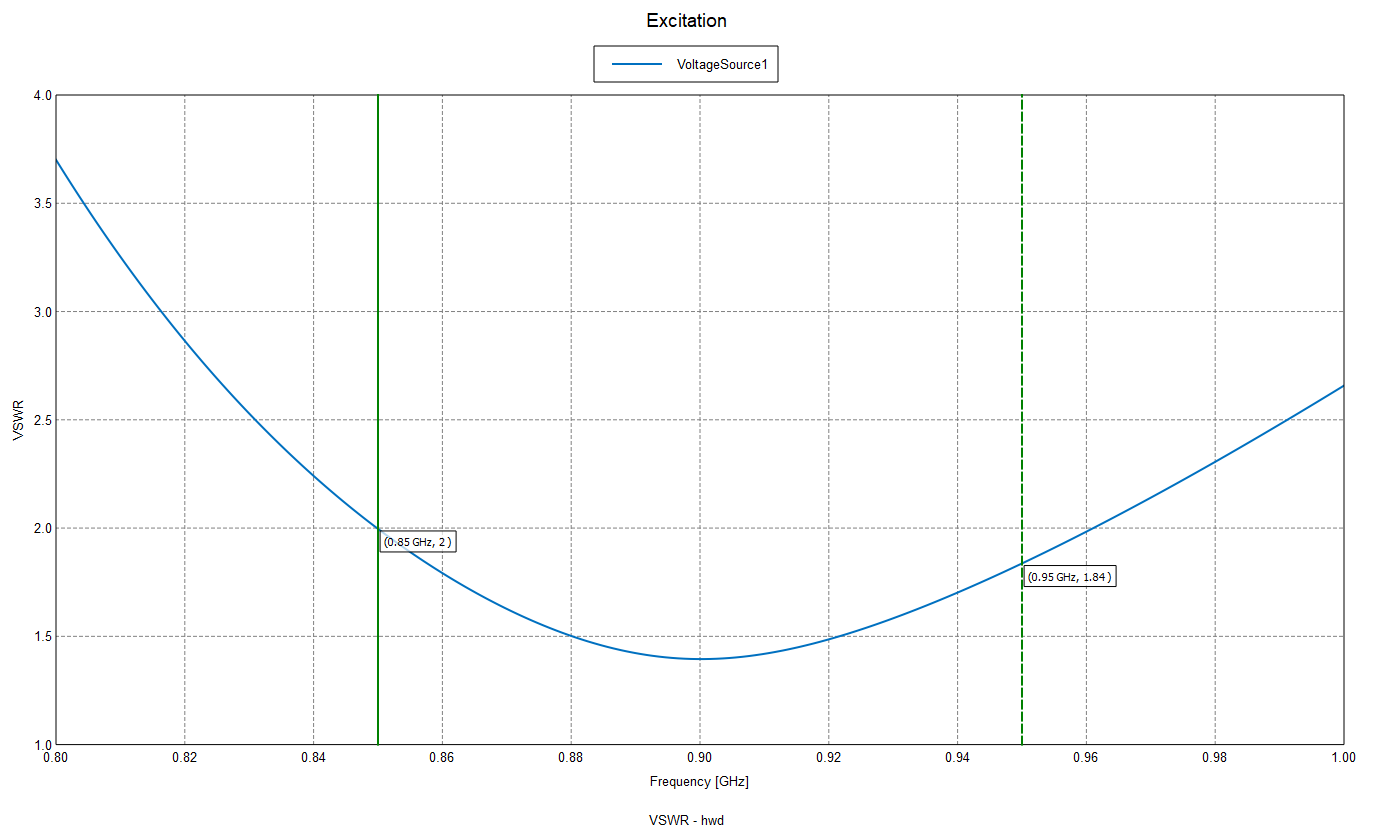 Excitation
VoltageSource1
4.0
3.5
3.0
2.5
2.0
1.5
1.0
VSWR
(0.85 GHz, 2 )
(0.95 GHz, 1.84 )
0.80 0.82 0.84 0.86 0.88 0.90 0.92 0.94 0.96 0.98 1.00
Frequency [GHz]
VSWR - hwd